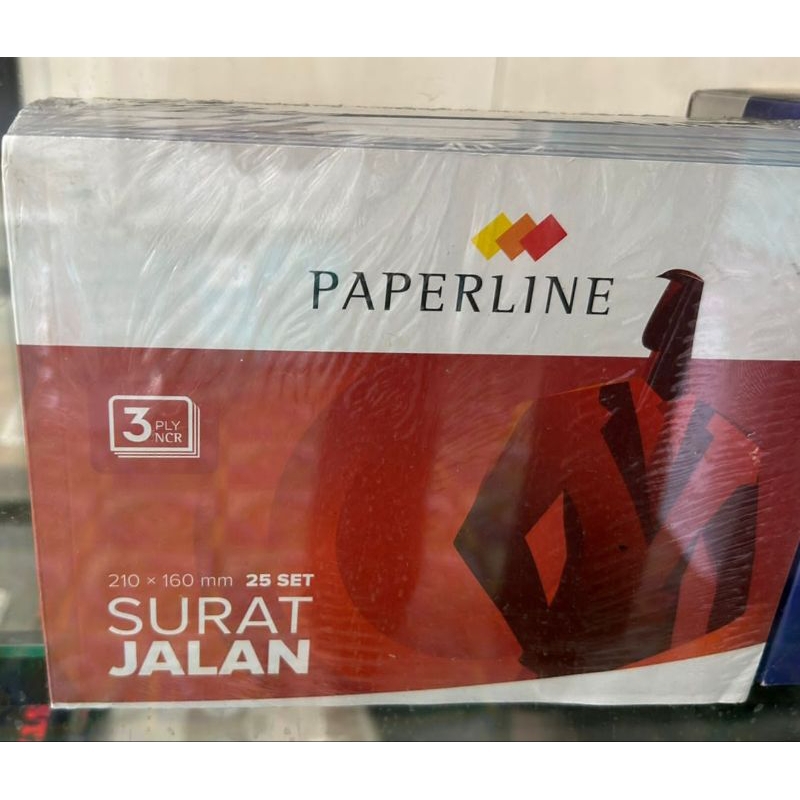 PAPERLINE
3 PLY
NCR
210 × 160 mm 25 SET
SURAT
JALAN